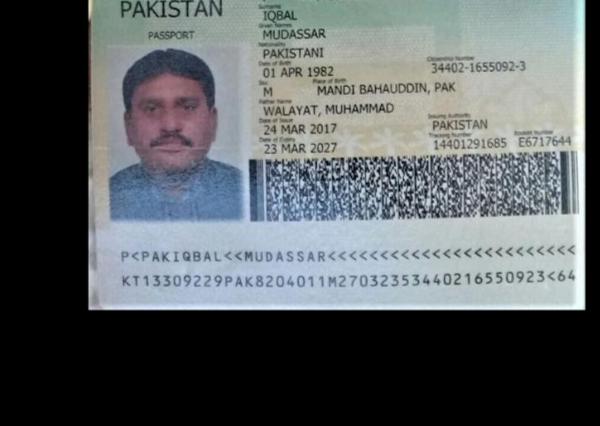 PAKISTAN
PASSPORT
Surname
IQBAL
Given Names
MUDASSAR
Nationality
PAKISTANI
Date of Birth
01 APR 1982
Citizenship Number
34402-1655092-3
Sex
M
Place of Birth
MANDI BAHAUDDIN, PAK
Father Name
WALAYAT, MUHAMMAD
Date of Issue
24 MAR 2017
Issuing Authority
PAKISTAN
Date of Expiry
23 MAR 2027
Tracking Number
14401291685
Booklet Number
E6717644
P<PAKIQBAL<<MUDASSAR<<<<<<<<<<<<<<<<<<<<<<<<
KT13309229PAK8204011M27032353440216550923<64